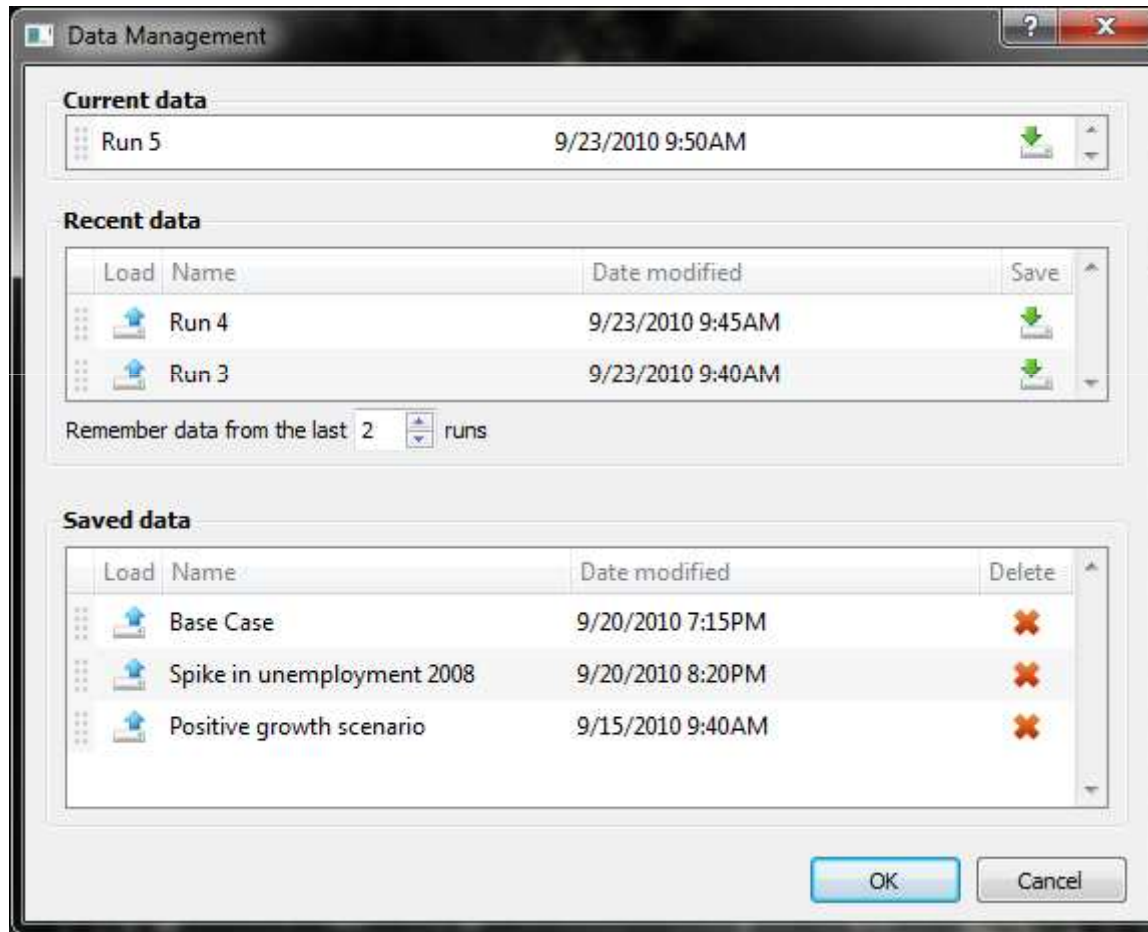 Data Management
Current data
Run 5 9/23/2010 9:50AM
Recent data
Load Name Date modified Save
Run 4 9/23/2010 9:45AM
Run 3 9/23/2010 9:40AM
Remember data from the last 2 runs
Saved data
Load Name Date modified Delete
Base Case 9/20/2010 7:15PM
Spike in unemployment 2008 9/20/2010 8:20PM
Positive growth scenario 9/15/2010 9:40AM
OK Cancel